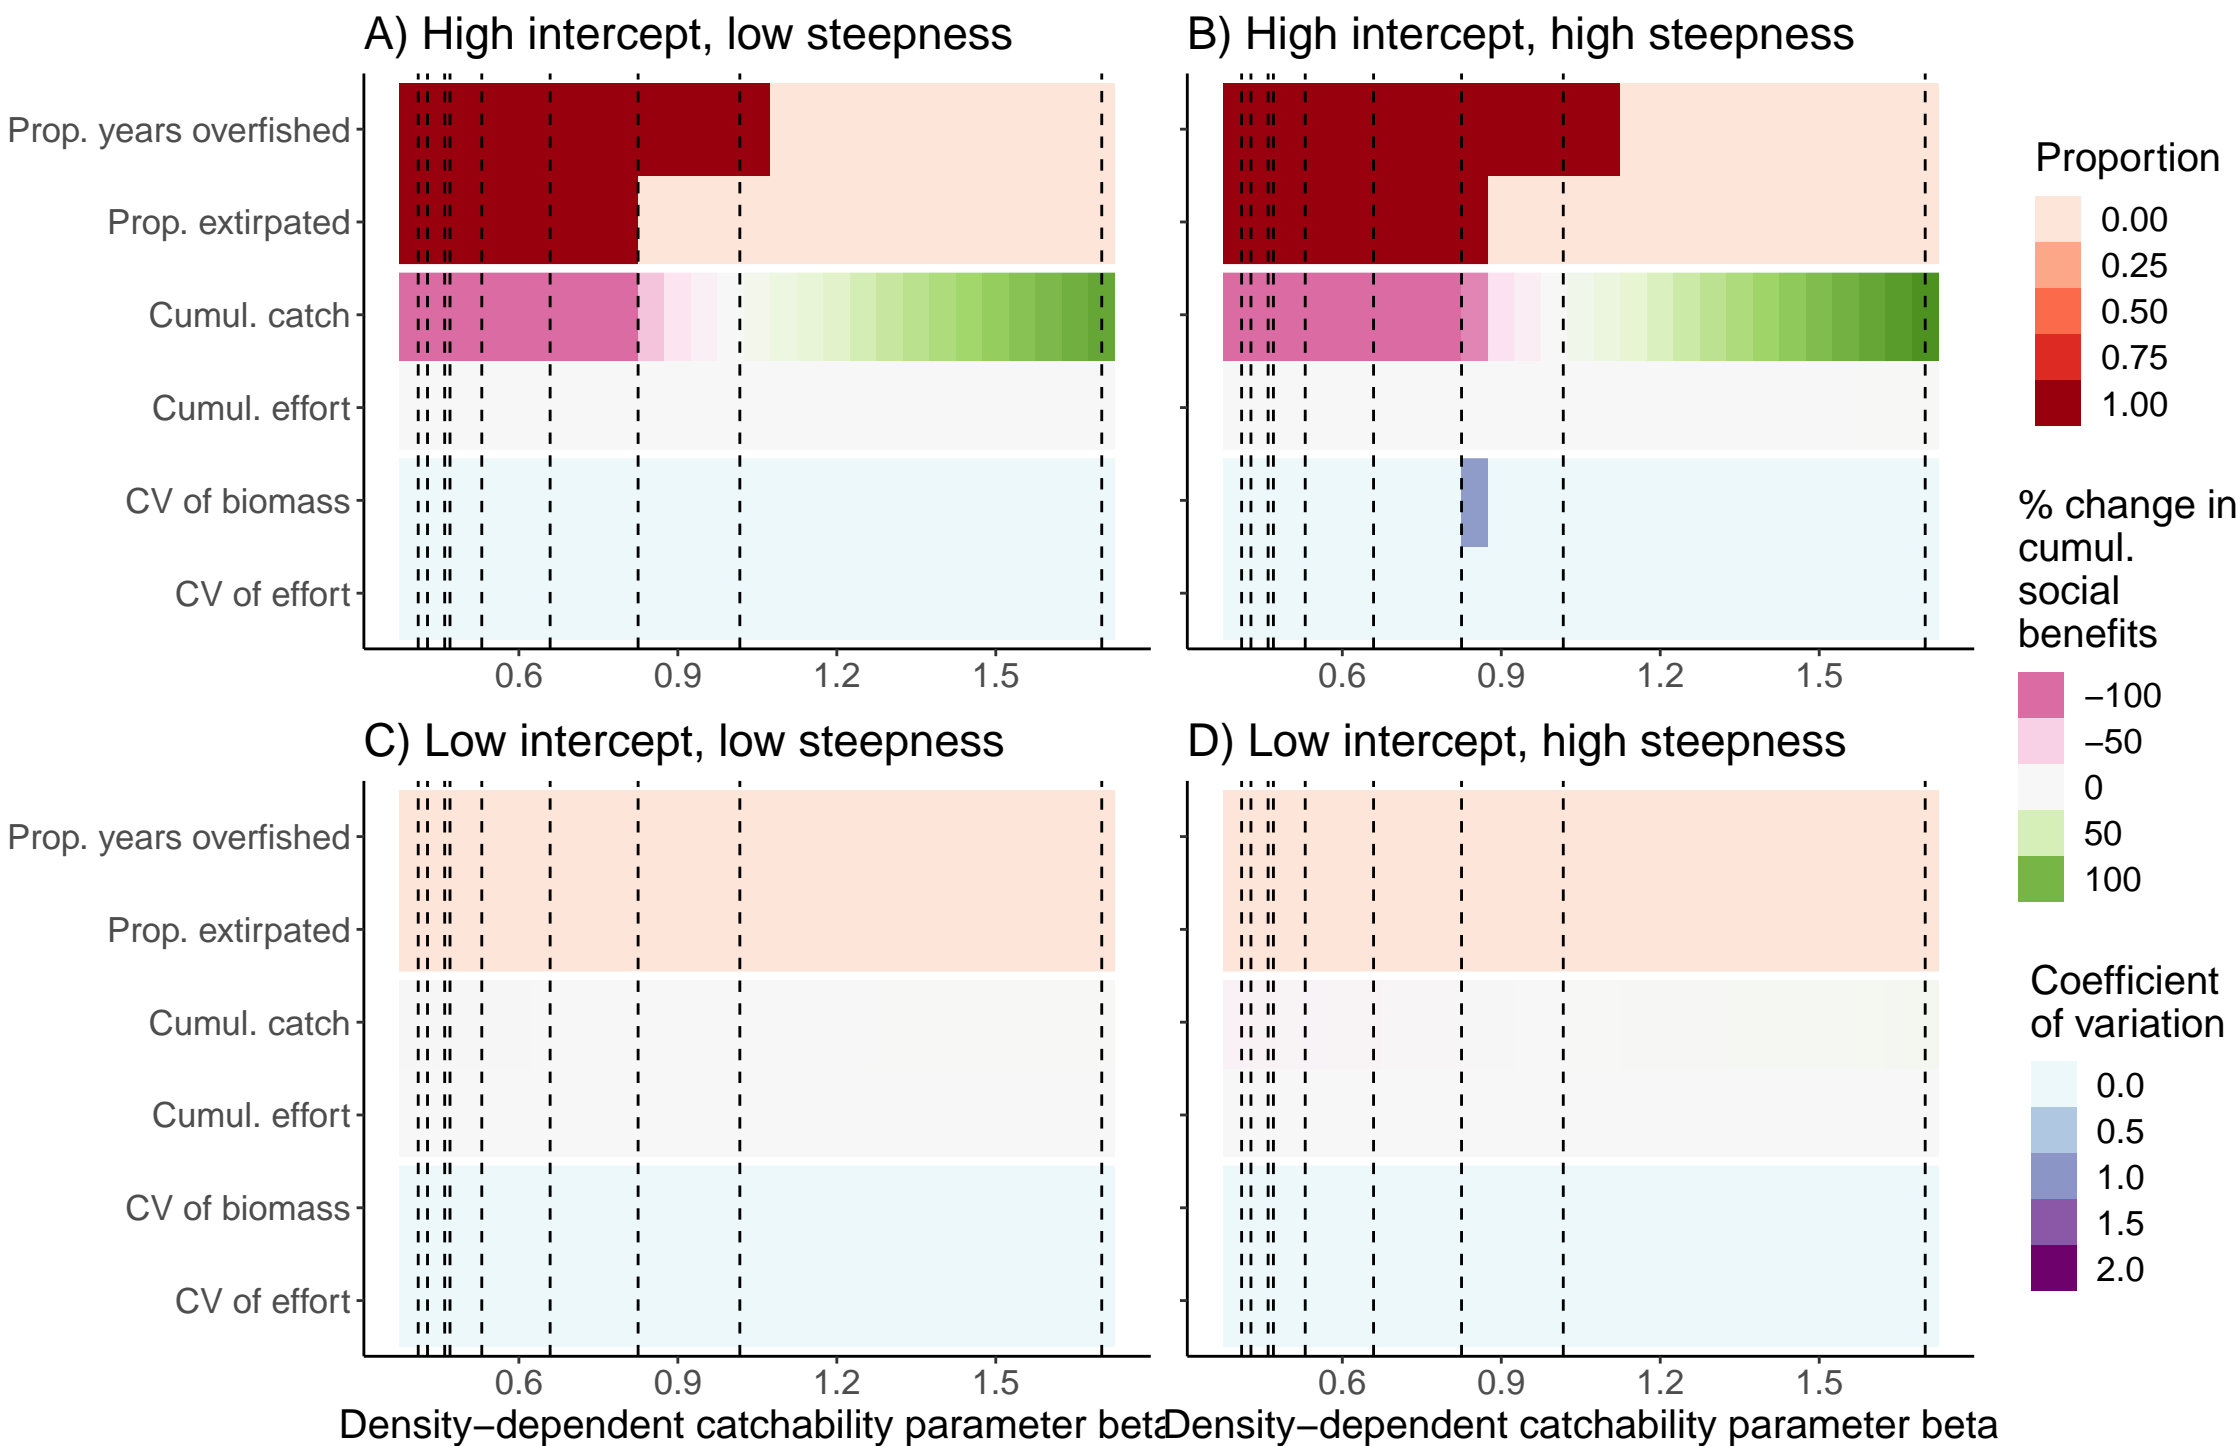 A) High intercept, low steepness
B) High intercept, high steepness
Prop. years overfished
Prop. extirpated
Cumul. catch
Cumul. effort
CV of biomass
CV of effort
0.6 0.9 1.2 1.5
0.6 0.9 1.2 1.5
C) Low intercept, low steepness
D) Low intercept, high steepness
Prop. years overfished
Prop. extirpated
Cumul. catch
Cumul. effort
CV of biomass
CV of effort
0.6 0.9 1.2 1.5
0.6 0.9 1.2 1.5
Density−dependent catchability parameter beta
Density−dependent catchability parameter beta
Proportion
0.00
0.25
0.50
0.75
1.00
% change in
cumul.
social
benefits
−100
−50
0
50
100
Coefficient
of variation
0.0
0.5
1.0
1.5
2.0